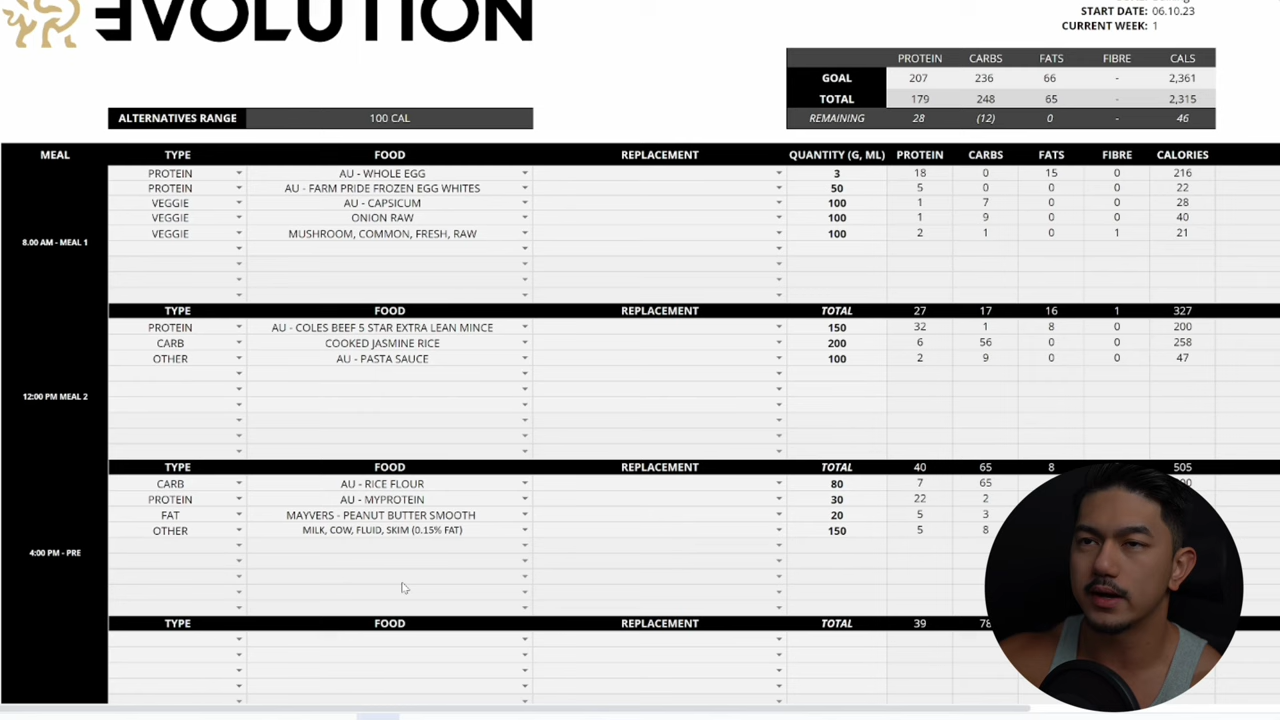 EVOLUTION
START DATE: 06.10.23
CURRENT WEEK: 1
PROTEIN CARBS FATS FIBRE CALS
GOAL 207 236 66 - 2,361
TOTAL 179 248 65 - 2,315
REMAINING 28 (12) 0 - 46
ALTERNATIVES RANGE 100 CAL
MEAL TYPE FOOD REPLACEMENT QUANTITY (G, ML) PROTEIN CARBS FATS FIBRE CALORIES
PROTEIN AU - WHOLE EGG 3 18 0 15 0 216
PROTEIN AU - FARM PRIDE FROZEN EGG WHITES 50 5 0 0 0 22
VEGGIE AU - CAPSICUM 100 1 7 0 0 28
VEGGIE ONION RAW 100 1 9 0 0 40
VEGGIE MUSHROOM, COMMON, FRESH, RAW 100 2 1 0 1 21
8.00 AM - MEAL 1
TYPE FOOD REPLACEMENT TOTAL 27 17 16 1 327
PROTEIN AU - COLES BEEF 5 STAR EXTRA LEAN MINCE 150 32 1 8 0 200
CARB COOKED JASMINE RICE 200 6 56 0 0 258
OTHER AU - PASTA SAUCE 100 2 9 0 0 47
12:00 PM MEAL 2
TYPE FOOD REPLACEMENT TOTAL 40 65 8 505
CARB AU - RICE FLOUR 80 7 65
PROTEIN AU - MYPROTEIN 30 22 2
FAT MAYVERS - PEANUT BUTTER SMOOTH 20 5 3
OTHER MILK, COW, FLUID, SKIM (0.15% FAT) 150 5 8
4:00 PM - PRE
TYPE FOOD REPLACEMENT TOTAL 39 78